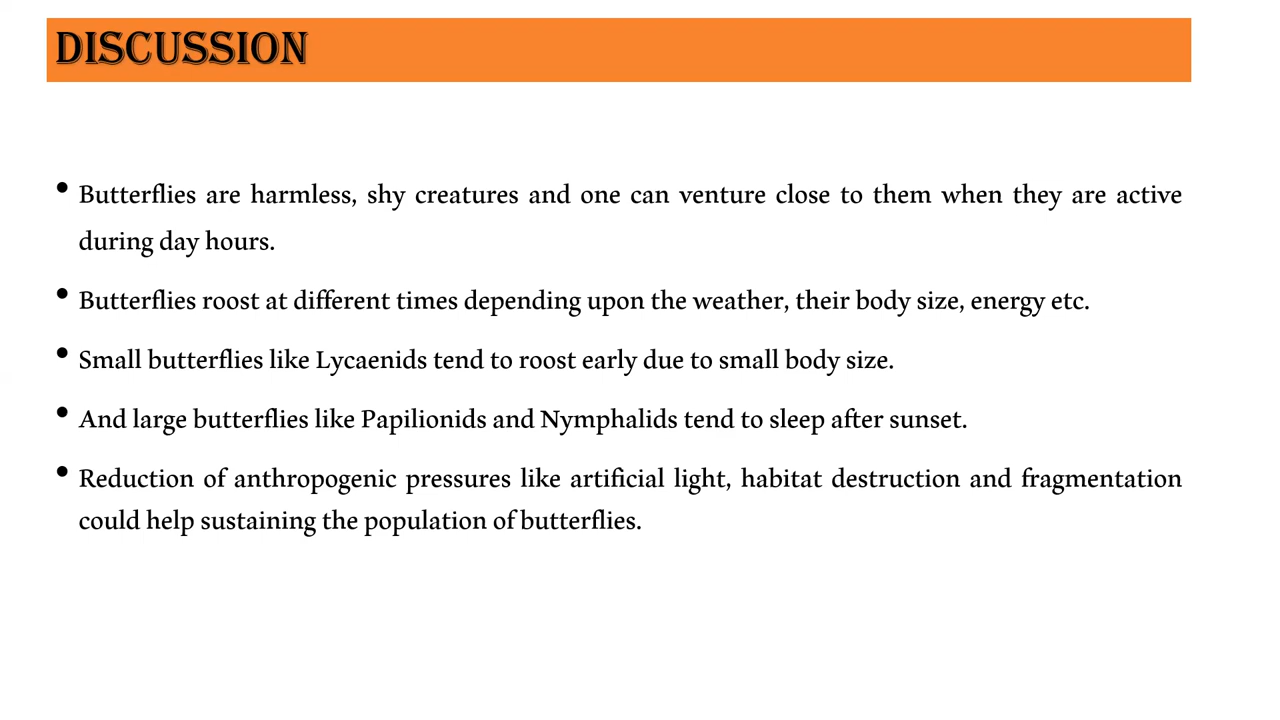 DISCUSSION
• Butterflies are harmless, shy creatures and one can venture close to them when they are active
during day hours.
• Butterflies roost at different times depending upon the weather, their body size, energy etc.
• Small butterflies like Lycaenids tend to roost early due to small body size.
• And large butterflies like Papilionids and Nymphalids tend to sleep after sunset.
• Reduction of anthropogenic pressures like artificial light, habitat destruction and fragmentation
could help sustaining the population of butterflies.